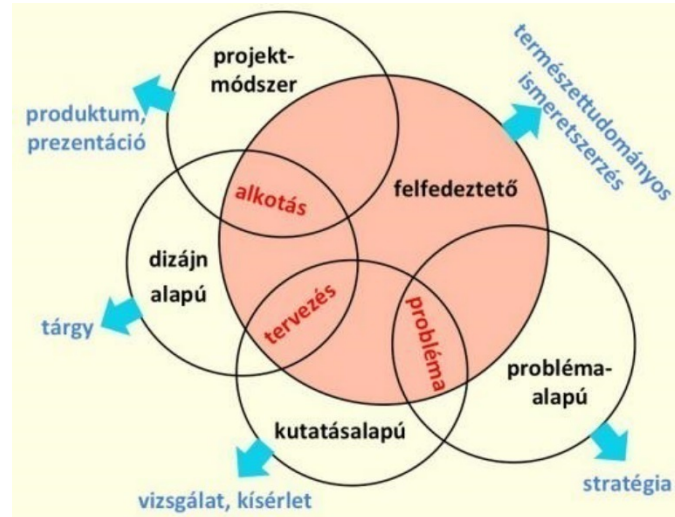 projekt-
módszer
természettudományos
ismeretszerzés
produktum,
prezentáció
alkotás
felfedeztető
dizájn
alapú
tervezés
probléma
tárgy
probléma-
alapú
kutatásalapú
stratégia
vizsgálat, kísérlet